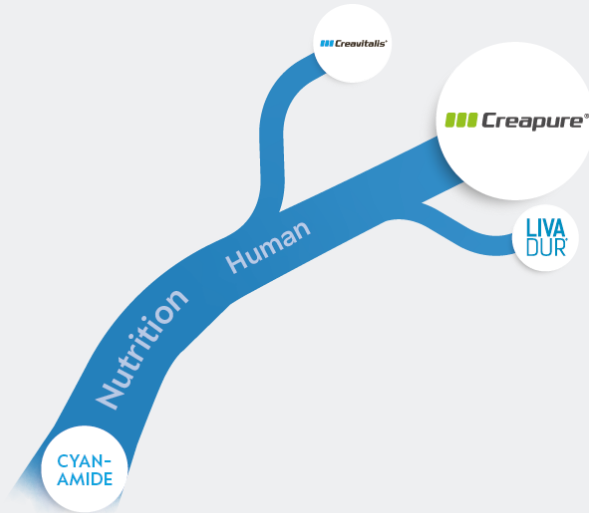 Creavitalis®
Creapure®
LIVA
DUR®
Human
Nutrition
CYAN-
AMIDE